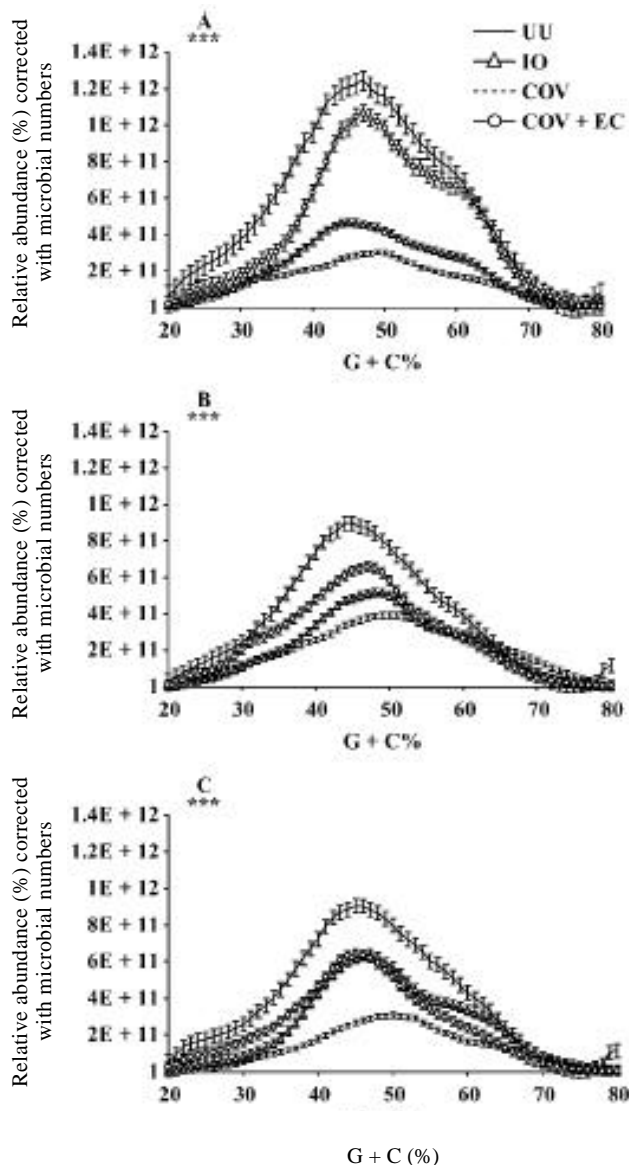 A
***
UU
IO
COV
COV + EC
Relative abundance (%) corrected
with microbial numbers
1.4E + 12
1.2E + 12
1E + 12
8E + 11
6E + 11
4E + 11
2E + 11
1
20 30 40 50 60 70 80
G + C%
B
***
Relative abundance (%) corrected
with microbial numbers
1.4E + 12
1.2E + 12
1E + 12
8E + 11
6E + 11
4E + 11
2E + 11
1
20 30 40 50 60 70 80
G + C%
C
***
Relative abundance (%) corrected
with microbial numbers
1.4E + 12
1.2E + 12
1E + 12
8E + 11
6E + 11
4E + 11
2E + 11
1
20 30 40 50 60 70 80
G + C (%)